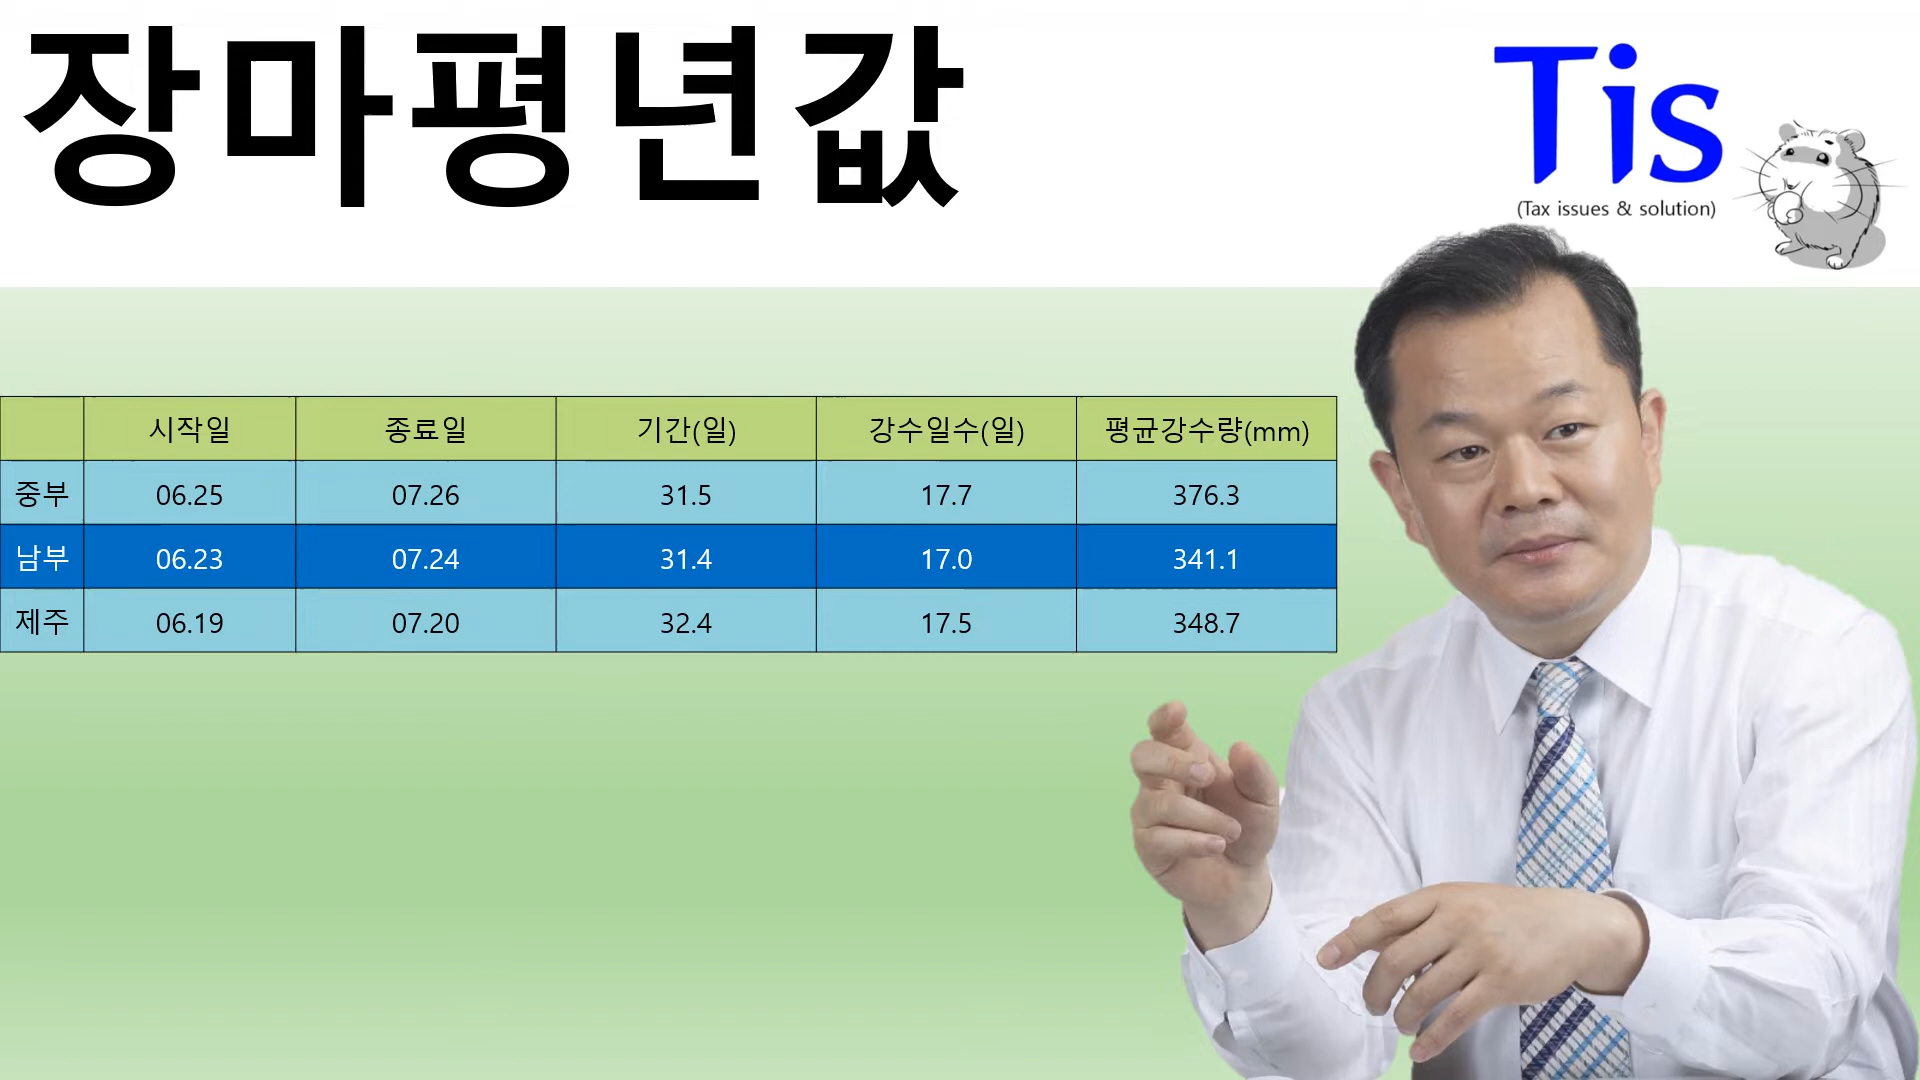 장마평년값
Tis
(Tax issues & solution)
시작일 종료일 기간(일) 강수일수(일) 평균강수량(mm)
중부 06.25 07.26 31.5 17.7 376.3
남부 06.23 07.24 31.4 17.0 341.1
제주 06.19 07.20 32.4 17.5 348.7